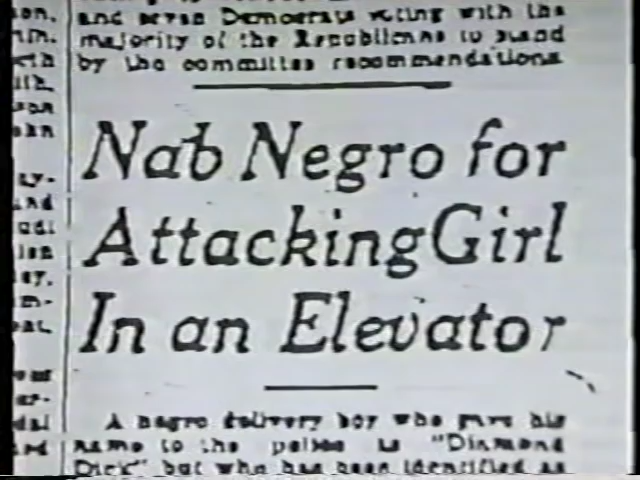 and seven Democrats voting with the
majority of the Republicans to stand
by the committee recommendations
Nab Negro for
Attacking Girl
In an Elevator
A negro delivery boy who gave his
name to the police as "Diamond
Dick" but who has been identified as